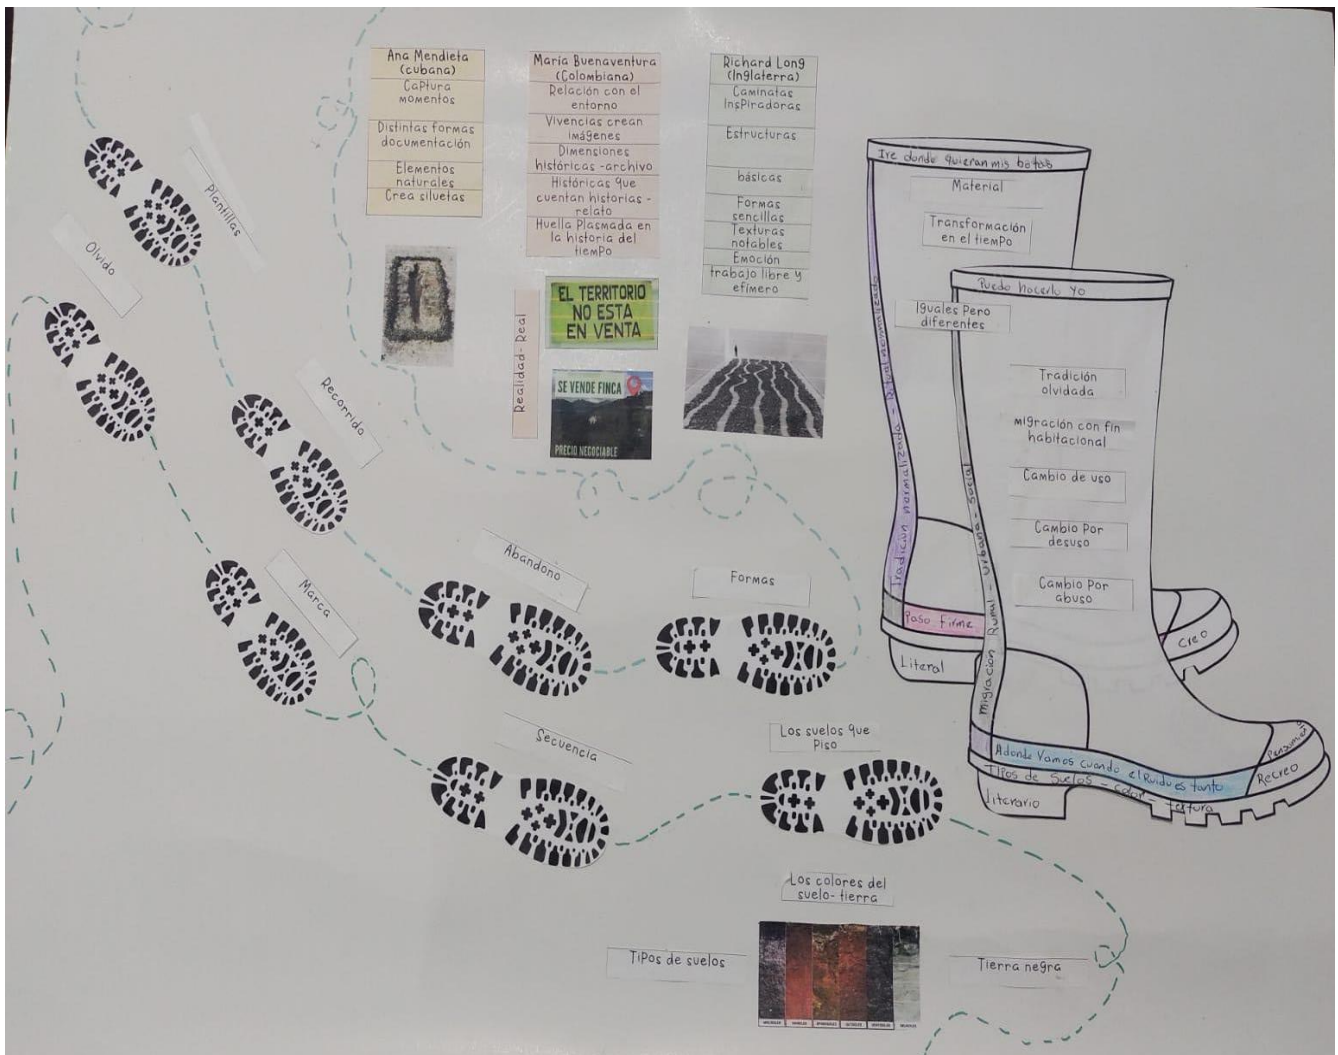 Ana Mendieta
(cubana)
Captura
momentos
Distintas formas
documentación
Elementos
naturales
Crea siluetas
María Buenaventura
(Colombiana)
Relación con el
entorno
Vivencias crean
imágenes
Dimensiones
históricas -archivo
Históricas que
cuentan historias -
relato
Huella Plasmada en
la historia del
tiemPo
Richard Long
(Inglaterra)
Caminatas
InsPiradoras
Estructuras
básicas
Formas
sencillas
Texturas
notables
Emoción
trabajo libre y
efímero
Realidad- Real
EL TERRITORIO
NO ESTA
EN VENTA
SE VENDE FINCA
PRECIO NEGOCIABLE
Plantillas
Olvido
Recorrido
Marca
Abandono
Formas
Secuencia
Los suelos que
Piso
Los colores del
suelo- tierra
Tipos de suelos
Tierra negra
Ire donde quieran mis botas
Material
Transformación
en el tiemPo
Tradición normalizada - Ritual normalizado
Paso Firme
Literal
Creo
Puedo hacerlo Yo
Iguales Pero
diferentes
Tradición
olvidada
migración con fin
habitacional
Cambio de uso
Cambio Por
desuso
Cambio Por
abuso
migración Rural - urbana - social
Adonde Vamos cuando el Ruido es tanto
Tipos de Suelos - color - textura
Literario
Recreo